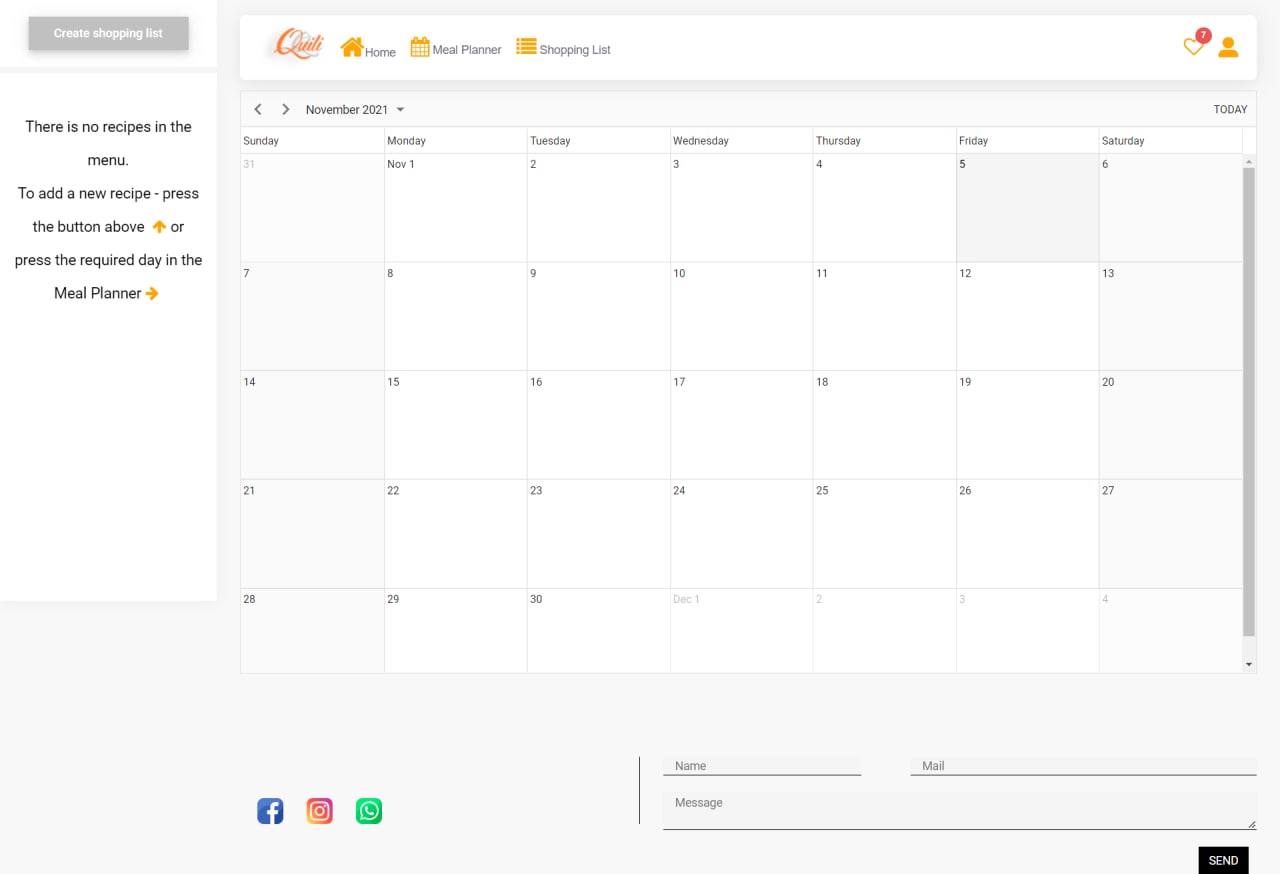 Create shopping list
There is no recipes in the
menu.
To add a new recipe - press
the button above or
press the required day in the
Meal Planner
Quili
Home
Meal Planner
Shopping List
7
November 2021
TODAY
Sunday Monday Tuesday Wednesday Thursday Friday Saturday
31 Nov 1 2 3 4 5 6
7 8 9 10 11 12 13
14 15 16 17 18 19 20
21 22 23 24 25 26 27
28 29 30 Dec 1 2 3 4
Name
Mail
Message
SEND